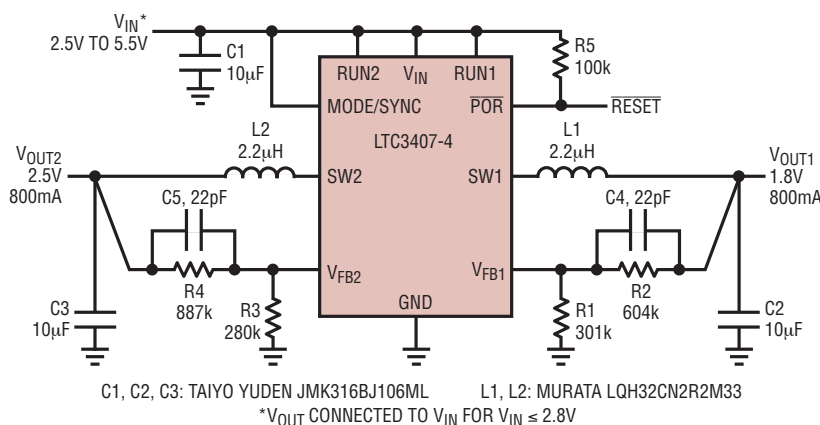 VIN*
2.5V TO 5.5V
C1
10µF
R5
100k
RUN2 VIN RUN1
MODE/SYNC
POR
RESET
LTC3407-4
L2
2.2µH
L1
2.2µH
VOUT2
2.5V
800mA
SW2
SW1
VOUT1
1.8V
800mA
C5, 22pF
C4, 22pF
VFB2
VFB1
R4
887k
R2
604k
C3
10µF
R3
280k
GND
R1
301k
C2
10µF
C1, C2, C3: TAIYO YUDEN JMK316BJ106ML L1, L2: MURATA LQH32CN2R2M33
*VOUT CONNECTED TO VIN FOR VIN ≤ 2.8V